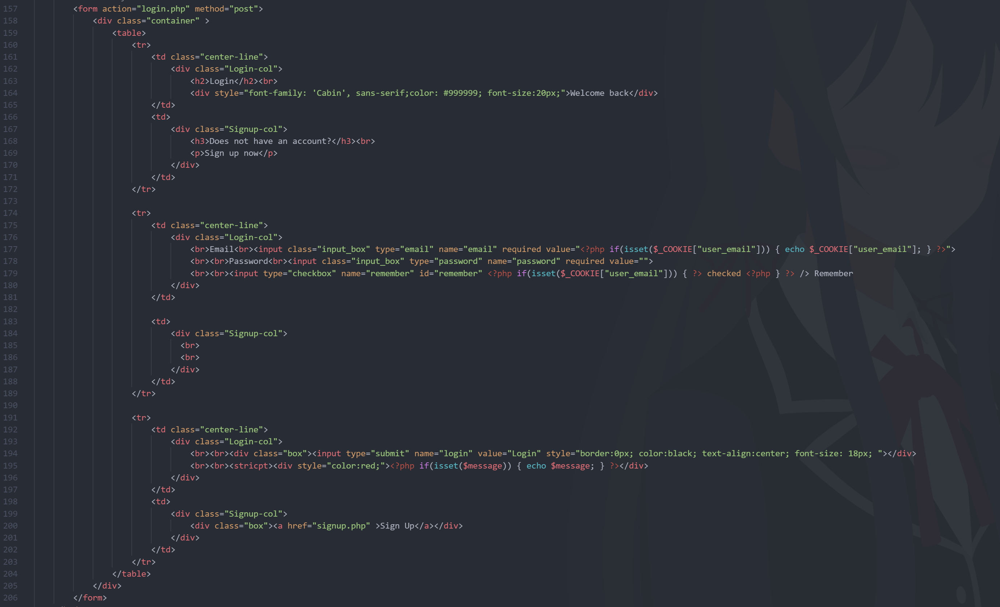 157 <form action="login.php" method="post">
158 <div class="container" >
159 <table>
160 <tr>
161 <td class="center-line">
162 <div class="Login-col">
163 <h2>Login</h2><br>
164 <div style="font-family: 'Cabin', sans-serif;color: #999999; font-size:20px;">Welcome back</div>
165 </td>
166 <td>
167 <div class="Signup-col">
168 <h3>Does not have an account?</h3><br>
169 <p>Sign up now</p>
170 </div>
171 </td>
172 </tr>
173
174 <tr>
175 <td class="center-line">
176 <div class="Login-col">
177 <br>Email<br><input class="input_box" type="email" name="email" required value="<?php if(isset($_COOKIE["user_email"])) { echo $_COOKIE["user_email"]; } ?>">
178 <br><br>Password<br><input class="input_box" type="password" name="password" required value="">
179 <br><br><input type="checkbox" name="remember" id="remember" <?php if(isset($_COOKIE["user_email"])) { ?> checked <?php } ?> /> Remember
180 </div>
181 </td>
182
183 <td>
184 <div class="Signup-col">
185 <br>
186 <br>
187 </div>
188 </td>
189 </tr>
190
191 <tr>
192 <td class="center-line">
193 <div class="Login-col">
194 <br><br><div class="box"><input type="submit" name="login" value="Login" style="border:0px; color:black; text-align:center; font-size: 18px; "></div>
195 <br><br><stricpt><div style="color:red;"><?php if(isset($message)) { echo $message; } ?></div>
196 </div>
197 </td>
198 <td>
199 <div class="Signup-col">
200 <div class="box"><a href="signup.php" >Sign Up</a></div>
201 </div>
202 </td>
203 </tr>
204 </table>
205 </div>
206 </form>